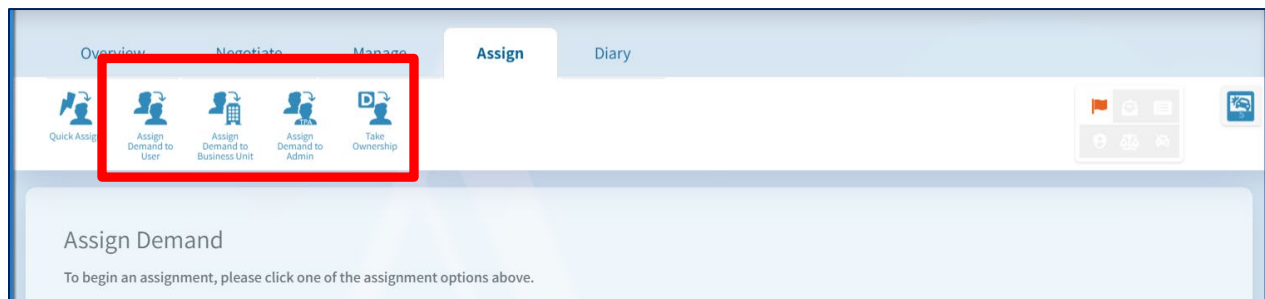 Overview Negotiate Manage Assign Diary
Quick Assign
Assign
Demand to
User
Assign
Demand to
Business Unit
Assign
Demand to
Admin
Take
Ownership
Assign Demand
To begin an assignment, please click one of the assignment options above.